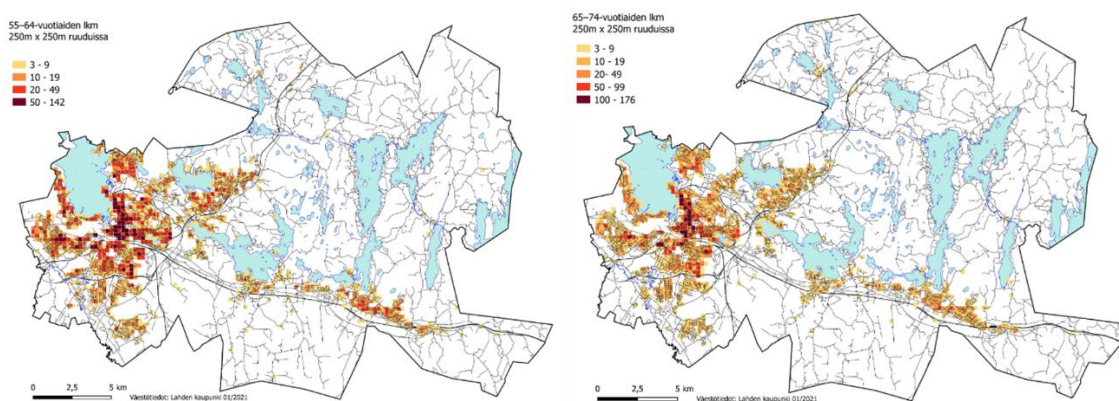 55–64-vuotiaiden lkm
250m x 250m ruuduissa
3 - 9
10 - 19
20 - 49
50 - 142
0 2,5 5 km
Väestötiedot: Lahden kaupunki 01/2021
65–74-vuotiaiden lkm
250m x 250m ruuduissa
3 - 9
10 - 19
20- 49
50 - 99
100 - 176
0 2,5 5 km
Väestötiedot: Lahden kaupunki 01/2021